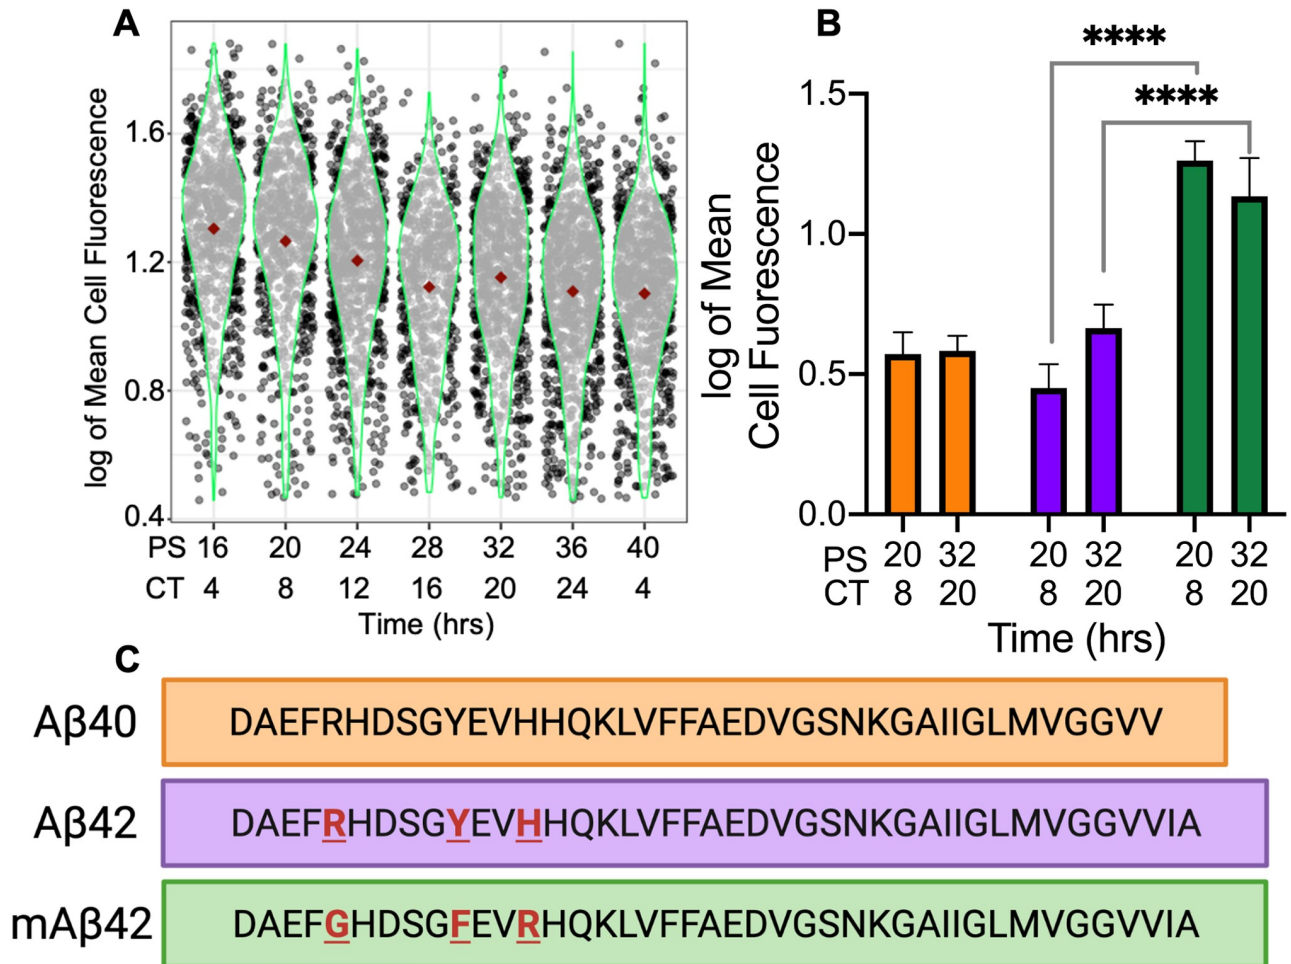 A
log of Mean Cell Fluorescence
1.6
1.2
0.8
0.4
PS 16 20 24 28 32 36 40
CT 4 8 12 16 20 24 4
Time (hrs)
B
****
****
log of Mean
Cell Fluorescence
1.5
1.0
0.5
0.0
PS 20 32 20 32 20 32
CT 8 20 8 20 8 20
Time (hrs)
C
Aβ40 DAEFRHDSGYEVHHQKLVFFAEDVGSNKGAIIGLMVGGVV
Aβ42 DAEFRHDSGYEVHHQKLVFFAEDVGSNKGAIIGLMVGGVVIA
mAβ42 DAEFGHDSGFEVRHQKLVFFAEDVGSNKGAIIGLMVGGVVIA